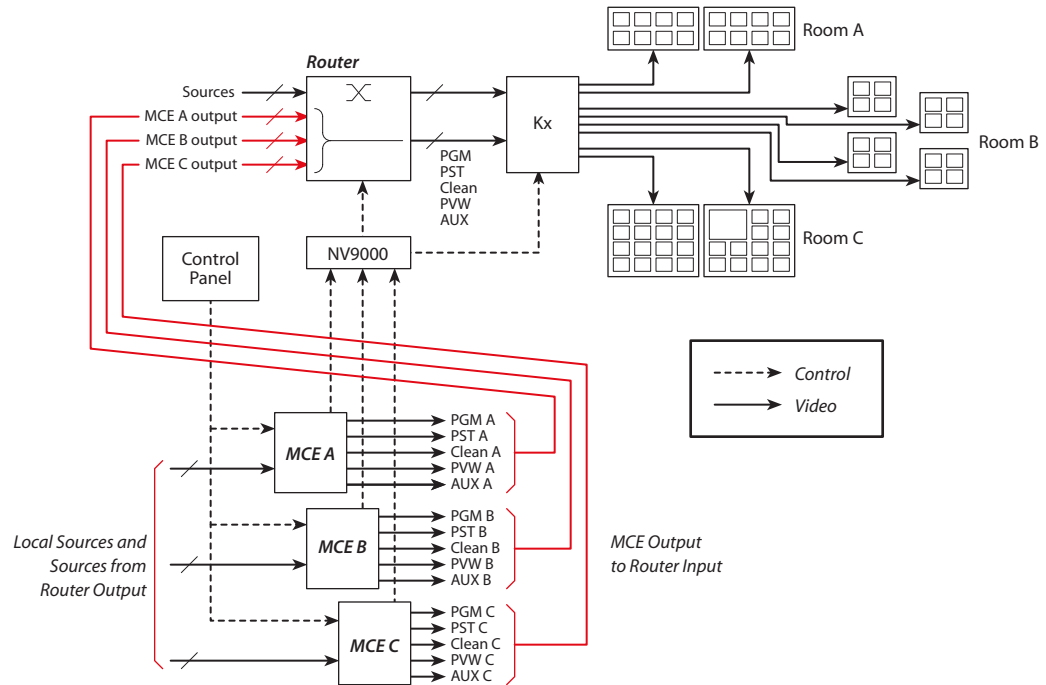 Room A
Router
Sources
MCE A output
MCE B output
MCE C output
Kx
Room B
PGM
PST
Clean
PVW
AUX
Room C
Control
Panel
NV9000
Control
Video
MCE A
PGM A
PST A
Clean A
PVW A
AUX A
Local Sources and
Sources from
Router Output
MCE B
PGM B
PST B
Clean B
PVW B
AUX B
MCE Output
to Router Input
MCE C
PGM C
PST C
Clean C
PVW C
AUX C